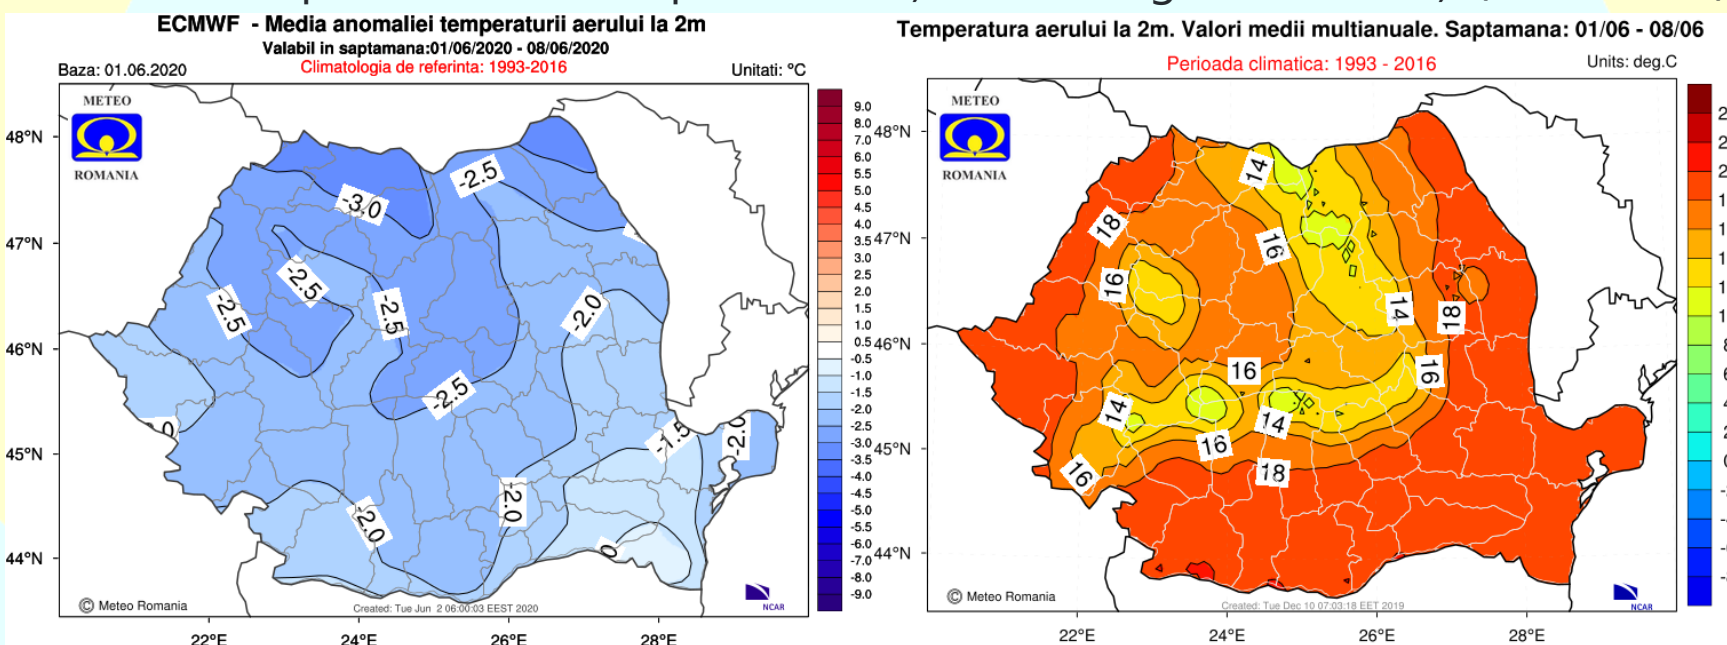 ECMWF - Media anomaliei temperaturii aerului la 2m
Valabil in saptamana:01/06/2020 - 08/06/2020
Baza: 01.06.2020
Climatologia de referinta: 1993-2016
Unitati: °C
METEO
ROMANIA
48°N
47°N
46°N
45°N
44°N
22°E
24°E
26°E
28°E
-3.0
-2.5
-2.5
-2.5
-2.5
-2.0
-2.5
-1.5
-2.0
-2.0
-2.0
0
0
9.0
8.0
7.0
6.0
5.5
5.0
4.5
4.0
3.5
3.0
2.5
2.0
1.5
1.0
0.5
-0.5
-1.0
-1.5
-2.0
-2.5
-3.0
-3.5
-4.0
-4.5
-5.0
-5.5
-6.0
-7.0
-8.0
-9.0
© Meteo Romania
Created: Tue Jun 2 06:00:03 EEST 2020
NCAR
Temperatura aerului la 2m. Valori medii multianuale. Saptamana: 01/06 - 08/06
Perioada climatica: 1993 - 2016
Units: deg.C
METEO
ROMANIA
48°N
47°N
46°N
45°N
44°N
22°E
24°E
26°E
28°E
14
18
16
16
14
18
16
16
14
14
16
18
16
© Meteo Romania
Created: Tue Dec 10 07:03:18 EET 2019
NCAR